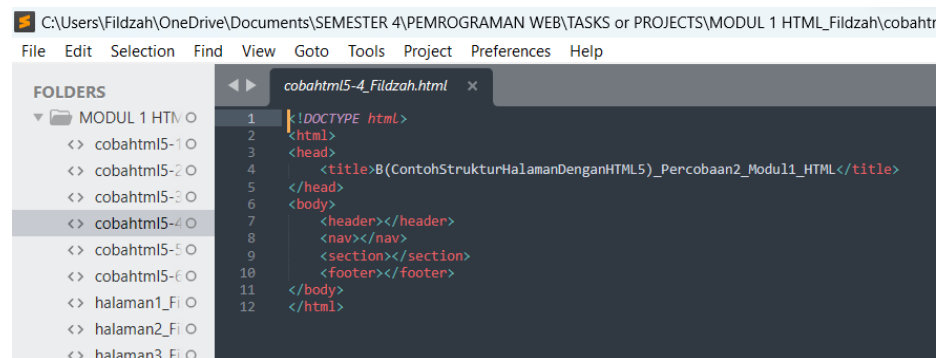 C:\Users\Fildzah\OneDrive\Documents\SEMESTER 4\PEMROGRAMAN WEB\TASKS or PROJECTS\MODUL 1 HTML_Fildzah\cobahtm
File Edit Selection Find View Goto Tools Project Preferences Help
FOLDERS
MODUL 1 HTM
<> cobahtml5-1
<> cobahtml5-2
<> cobahtml5-3
<> cobahtml5-4
<> cobahtml5-5
<> cobahtml5-6
<> halaman1_Fi
<> halaman2_Fi
<> halaman3_Fi
cobahtml5-4_Fildzah.html ×
1 <!DOCTYPE html>
2 <html>
3 <head>
4 <title>B(ContohStrukturHalamanDenganHTML5)_Percobaan2_Modul1_HTML</title>
5 </head>
6 <body>
7 <header></header>
8 <nav></nav>
9 <section></section>
10 <footer></footer>
11 </body>
12 </html>